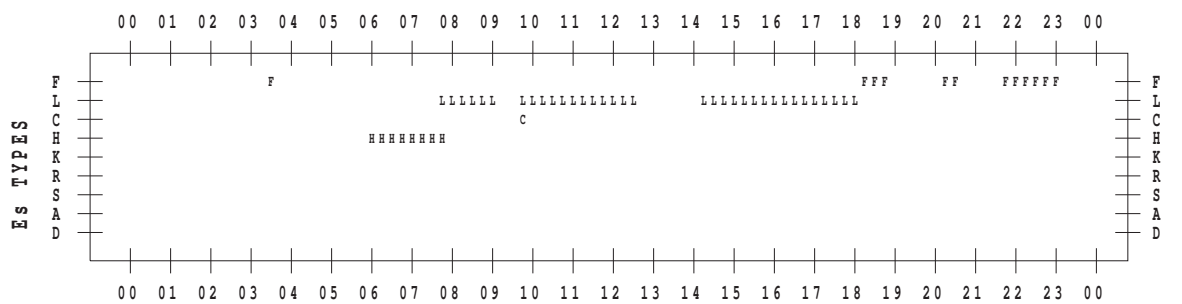 00 01 02 03 04 05 06 07 08 09 10 11 12 13 14 15 16 17 18 19 20 21 22 23 00
F F FFF FF FFFFFF F
L LLLLLL LLLLLLLLLLLL LLLLLLLLLLLLLLLL L
C C C
H HHHHHHHH H
K K
R R
S S
A A
D D
Es TYPES
00 01 02 03 04 05 06 07 08 09 10 11 12 13 14 15 16 17 18 19 20 21 22 23 00